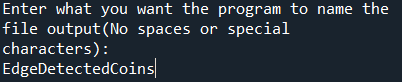 Enter what you want the program to name the
file output(No spaces or special
characters):
EdgeDetectedCoins